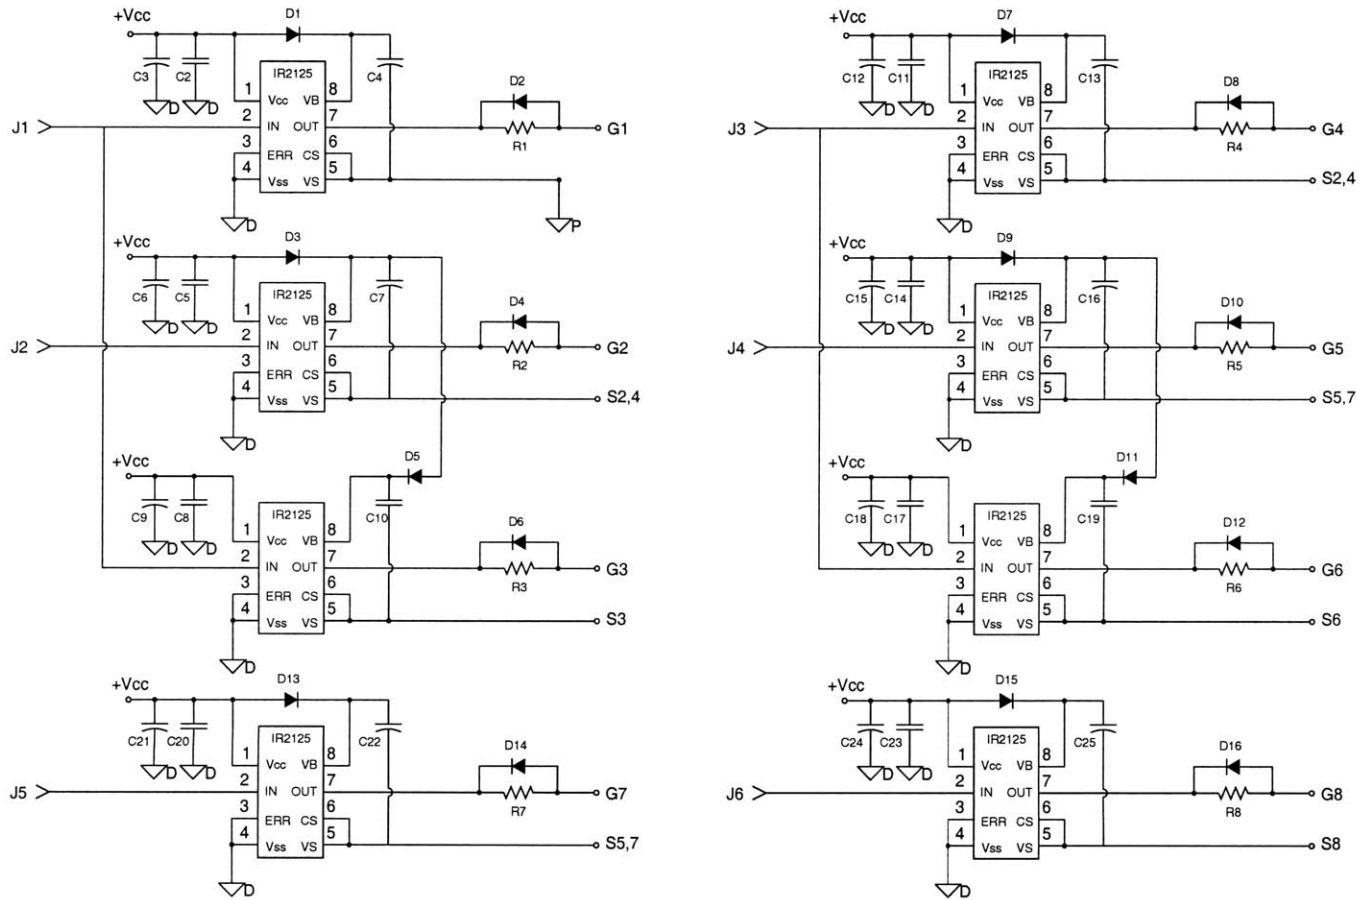 +Vcc D1
C3 C2 C4
IR2125
1 8 D2
Vcc VB
D D
J1 2 7 G1
IN OUT
3 6 R1
ERR CS
4 5
Vss VS
D P
+Vcc D3
C6 C5 C7
IR2125
1 8 D4
Vcc VB
D D
J2 2 7 G2
IN OUT
3 6 R2
ERR CS
4 5 S2,4
Vss VS
D
+Vcc D5
C9 C8 C10
IR2125
1 8 D6
Vcc VB
D D
2 7 G3
IN OUT
3 6 R3
ERR CS
4 5 S3
Vss VS
D
+Vcc D13
C21 C20 C22
IR2125
1 8 D14
Vcc VB
D D
J5 2 7 G7
IN OUT
3 6 R7
ERR CS
4 5 S5,7
Vss VS
D
+Vcc D7
C12 C11 C13
IR2125
1 8 D8
Vcc VB
D D
J3 2 7 G4
IN OUT
3 6 R4
ERR CS
4 5 S2,4
Vss VS
D
+Vcc D9
C15 C14 C16
IR2125
1 8 D10
Vcc VB
D D
J4 2 7 G5
IN OUT
3 6 R5
ERR CS
4 5 S5,7
Vss VS
D
+Vcc D11
C18 C17 C19
IR2125
1 8 D12
Vcc VB
D D
2 7 G6
IN OUT
3 6 R6
ERR CS
4 5 S6
Vss VS
D
+Vcc D15
C24 C23 C25
IR2125
1 8 D16
Vcc VB
D D
J6 2 7 G8
IN OUT
3 6 R8
ERR CS
4 5 S8
Vss VS
D